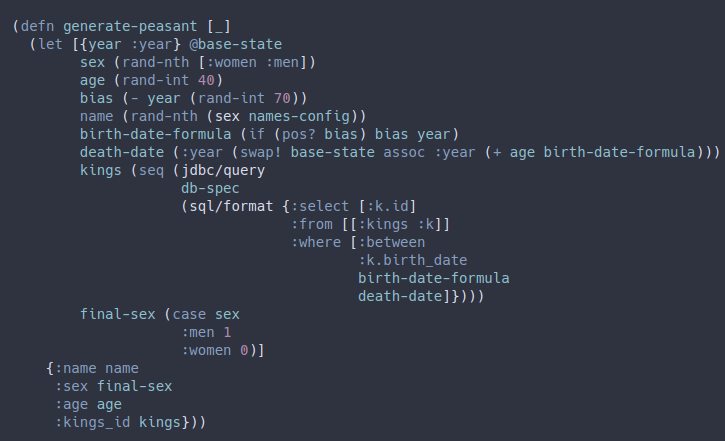 (defn generate-peasant [_]
  (let [{year :year} @base-state
        sex (rand-nth [:women :men])
        age (rand-int 40)
        bias (- year (rand-int 70))
        name (rand-nth (sex names-config))
        birth-date-formula (if (pos? bias) bias year)
        death-date (:year (swap! base-state assoc :year (+ age birth-date-formula)))
        kings (seq (jdbc/query
                    db-spec
                    (sql/format {:select [:k.id]
                                 :from [[:kings :k]]
                                 :where [:between
                                         :k.birth_date
                                         birth-date-formula
                                         death-date]})))
        final-sex (case sex
                    :men 1
                    :women 0)]
    {:name name
     :sex final-sex
     :age age
     :kings_id kings}))